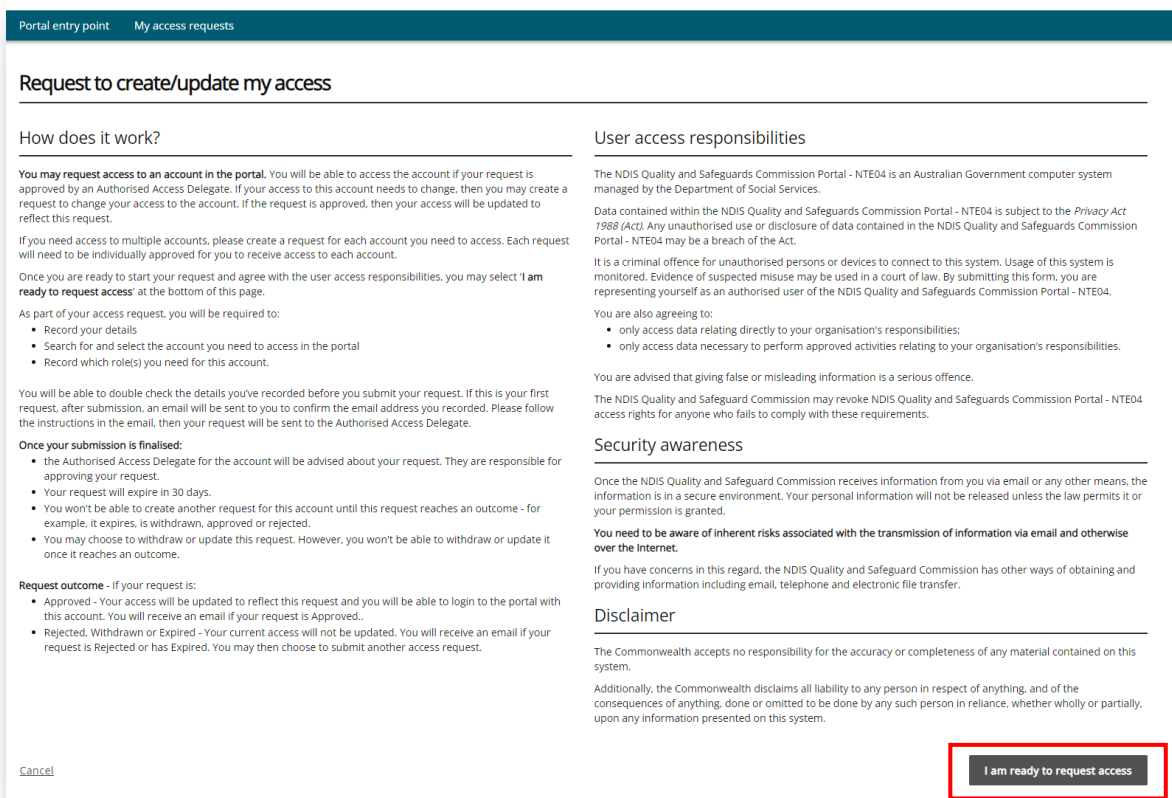 Portal entry point My access requests
Request to create/update my access
How does it work?
You may request access to an account in the portal. You will be able to access the account if your request is
approved by an Authorised Access Delegate. If your access to this account needs to change, then you may create a
request to change your access to the account. If the request is approved, then your access will be updated to
reflect this request.
If you need access to multiple accounts, please create a request for each account you need to access. Each request
will need to be individually approved for you to receive access to each account.
Once you are ready to start your request and agree with the user access responsibilities, you may select 'I am
ready to request access' at the bottom of this page.
As part of your access request, you will be required to:
• Record your details
• Search for and select the account you need to access in the portal
• Record which role(s) you need for this account.
You will be able to double check the details you've recorded before you submit your request. If this is your first
request, after submission, an email will be sent to you to confirm the email address you recorded. Please follow
the instructions in the email, then your request will be sent to the Authorised Access Delegate.
Once your submission is finalised:
• the Authorised Access Delegate for the account will be advised about your request. They are responsible for
approving your request.
• Your request will expire in 30 days.
• You won't be able to create another request for this account until this request reaches an outcome - for
example, it expires, is withdrawn, approved or rejected.
• You may choose to withdraw or update this request. However, you won't be able to withdraw or update it
once it reaches an outcome.
Request outcome - If your request is:
• Approved - Your access will be updated to reflect this request and you will be able to login to the portal with
this account. You will receive an email if your request is Approved..
• Rejected, Withdrawn or Expired - Your current access will not be updated. You will receive an email if your
request is Rejected or has Expired. You may then choose to submit another access request.
User access responsibilities
The NDIS Quality and Safeguards Commission Portal - NTE04 is an Australian Government computer system
managed by the Department of Social Services.
Data contained within the NDIS Quality and Safeguards Commission Portal - NTE04 is subject to the Privacy Act
1988 (Act). Any unauthorised use or disclosure of data contained in the NDIS Quality and Safeguards Commission
Portal - NTE04 may be a breach of the Act.
It is a criminal offence for unauthorised persons or devices to connect to this system. Usage of this system is
monitored. Evidence of suspected misuse may be used in a court of law. By submitting this form, you are
representing yourself as an authorised user of the NDIS Quality and Safeguards Commission Portal - NTE04.
You are also agreeing to:
• only access data relating directly to your organisation's responsibilities;
• only access data necessary to perform approved activities relating to your organisation's responsibilities.
You are advised that giving false or misleading information is a serious offence.
The NDIS Quality and Safeguard Commission may revoke NDIS Quality and Safeguards Commission Portal - NTE04
access rights for anyone who fails to comply with these requirements.
Security awareness
Once the NDIS Quality and Safeguard Commission receives information from you via email or any other means, the
information is in a secure environment. Your personal information will not be released unless the law permits it or
your permission is granted.
You need to be aware of inherent risks associated with the transmission of information via email and otherwise
over the Internet.
If you have concerns in this regard, the NDIS Quality and Safeguard Commission has other ways of obtaining and
providing information including email, telephone and electronic file transfer.
Disclaimer
The Commonwealth accepts no responsibility for the accuracy or completeness of any material contained on this
system.
Additionally, the Commonwealth disclaims all liability to any person in respect of anything, and of the
consequences of anything, done or omitted to be done by any such person in reliance, whether wholly or partially,
upon any information presented on this system.
Cancel
I am ready to request access